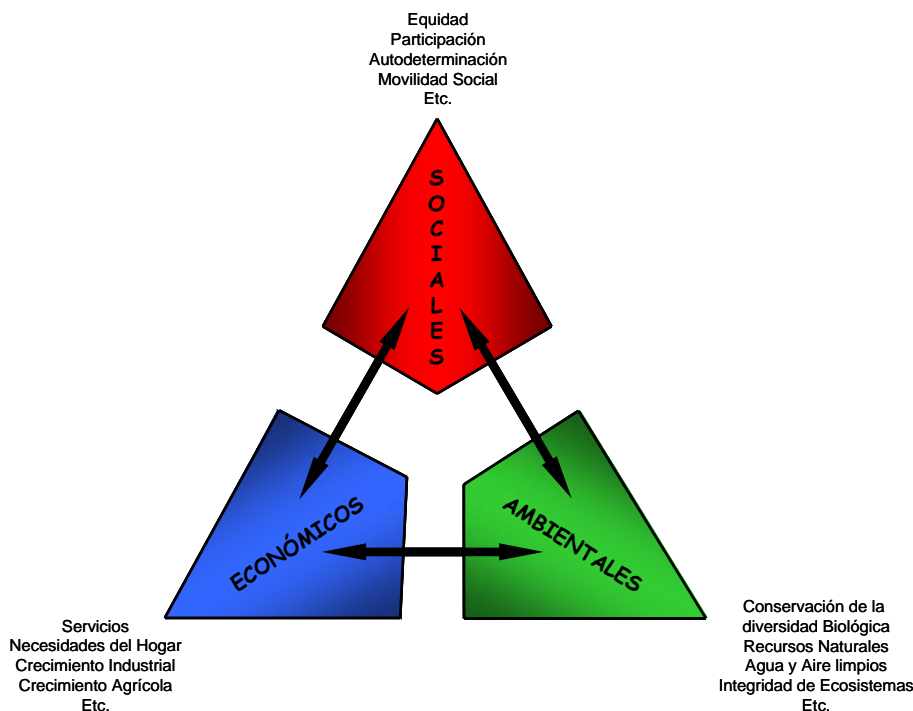 Equidad
Participación
Autodeterminación
Movilidad Social
Etc.
SOCIALES
ECONÓMICOS
AMBIENTALES
Servicios
Necesidades del Hogar
Crecimiento Industrial
Crecimiento Agrícola
Etc.
Conservación de la
diversidad Biológica
Recursos Naturales
Agua y Aire limpios
Integridad de Ecosistemas
Etc.